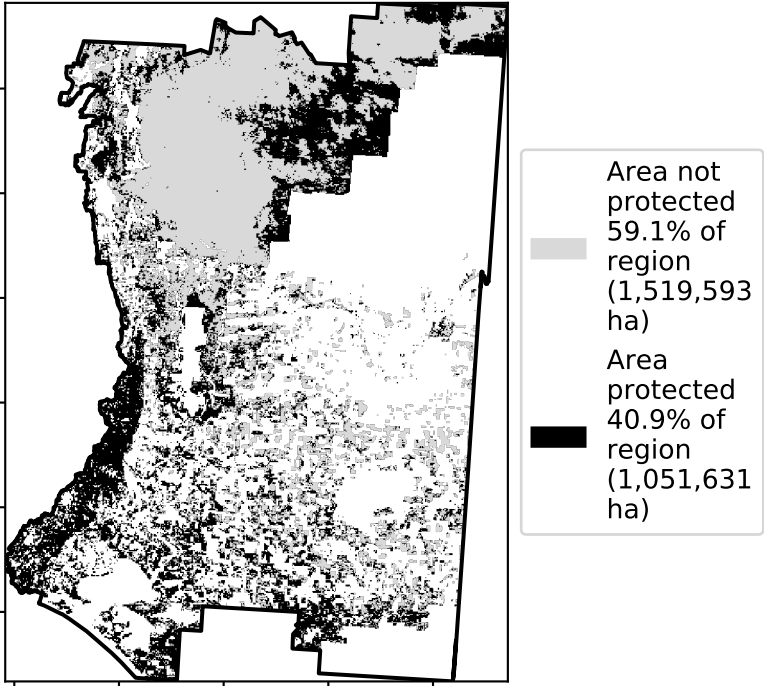 Area not
protected
59.1% of
region
(1,519,593
ha)
Area
protected
40.9% of
region
(1,051,631
ha)